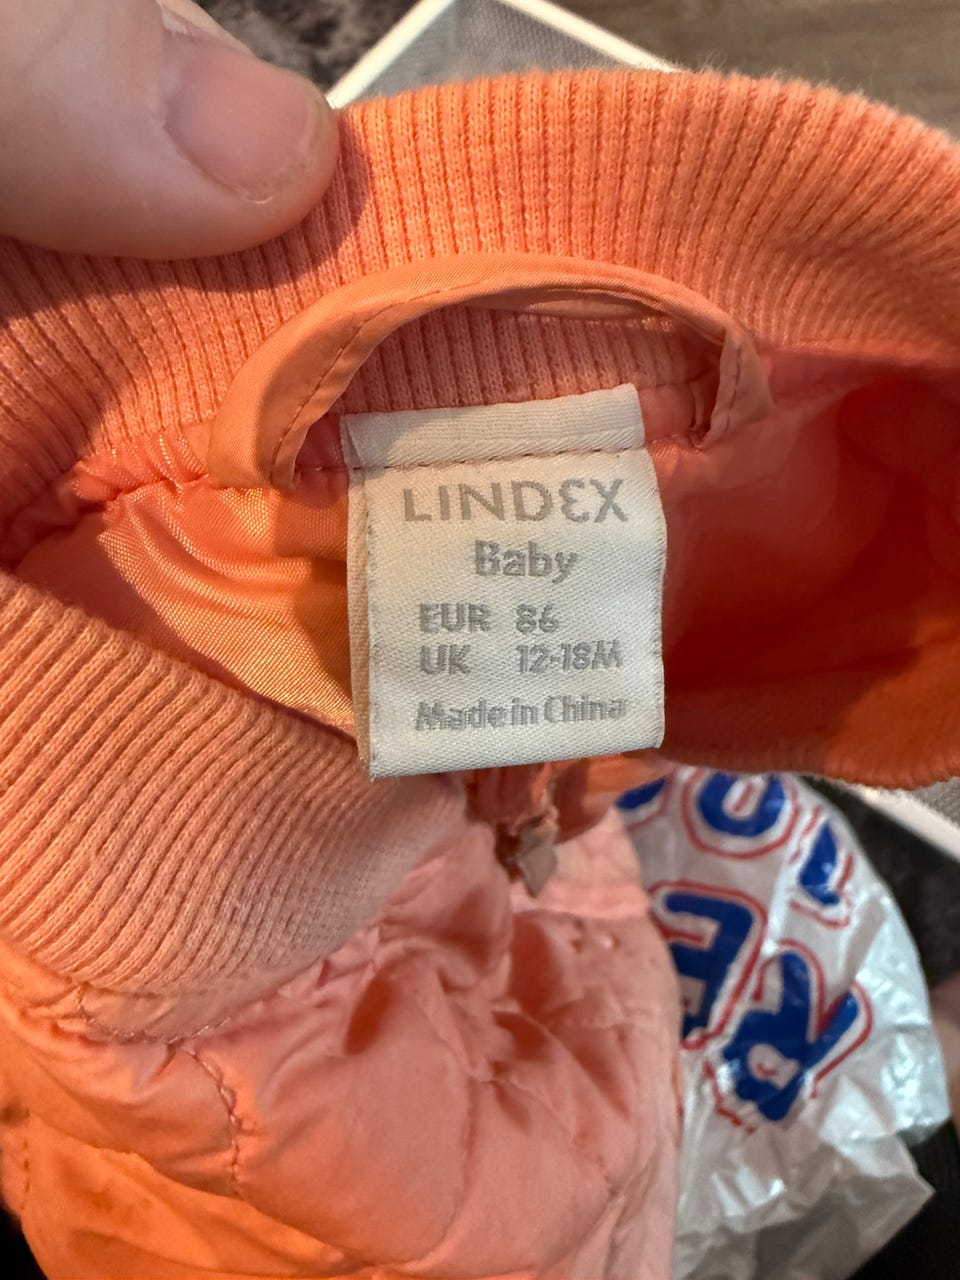 LINDEX
Baby
EUR 86
UK 12-18M
Made in China